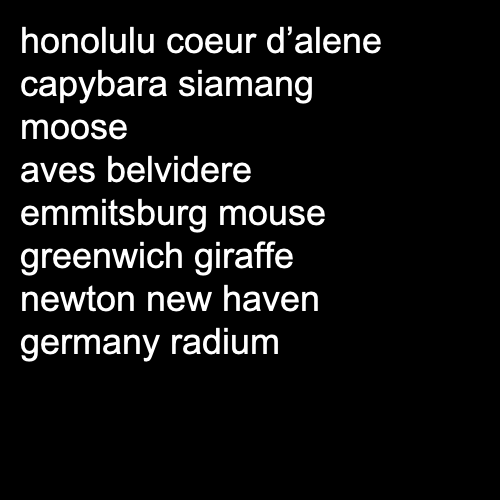 honolulu coeur d’alene
capybara siamang
moose
aves belvidere
emmitsburg mouse
greenwich giraffe
newton new haven
germany radium